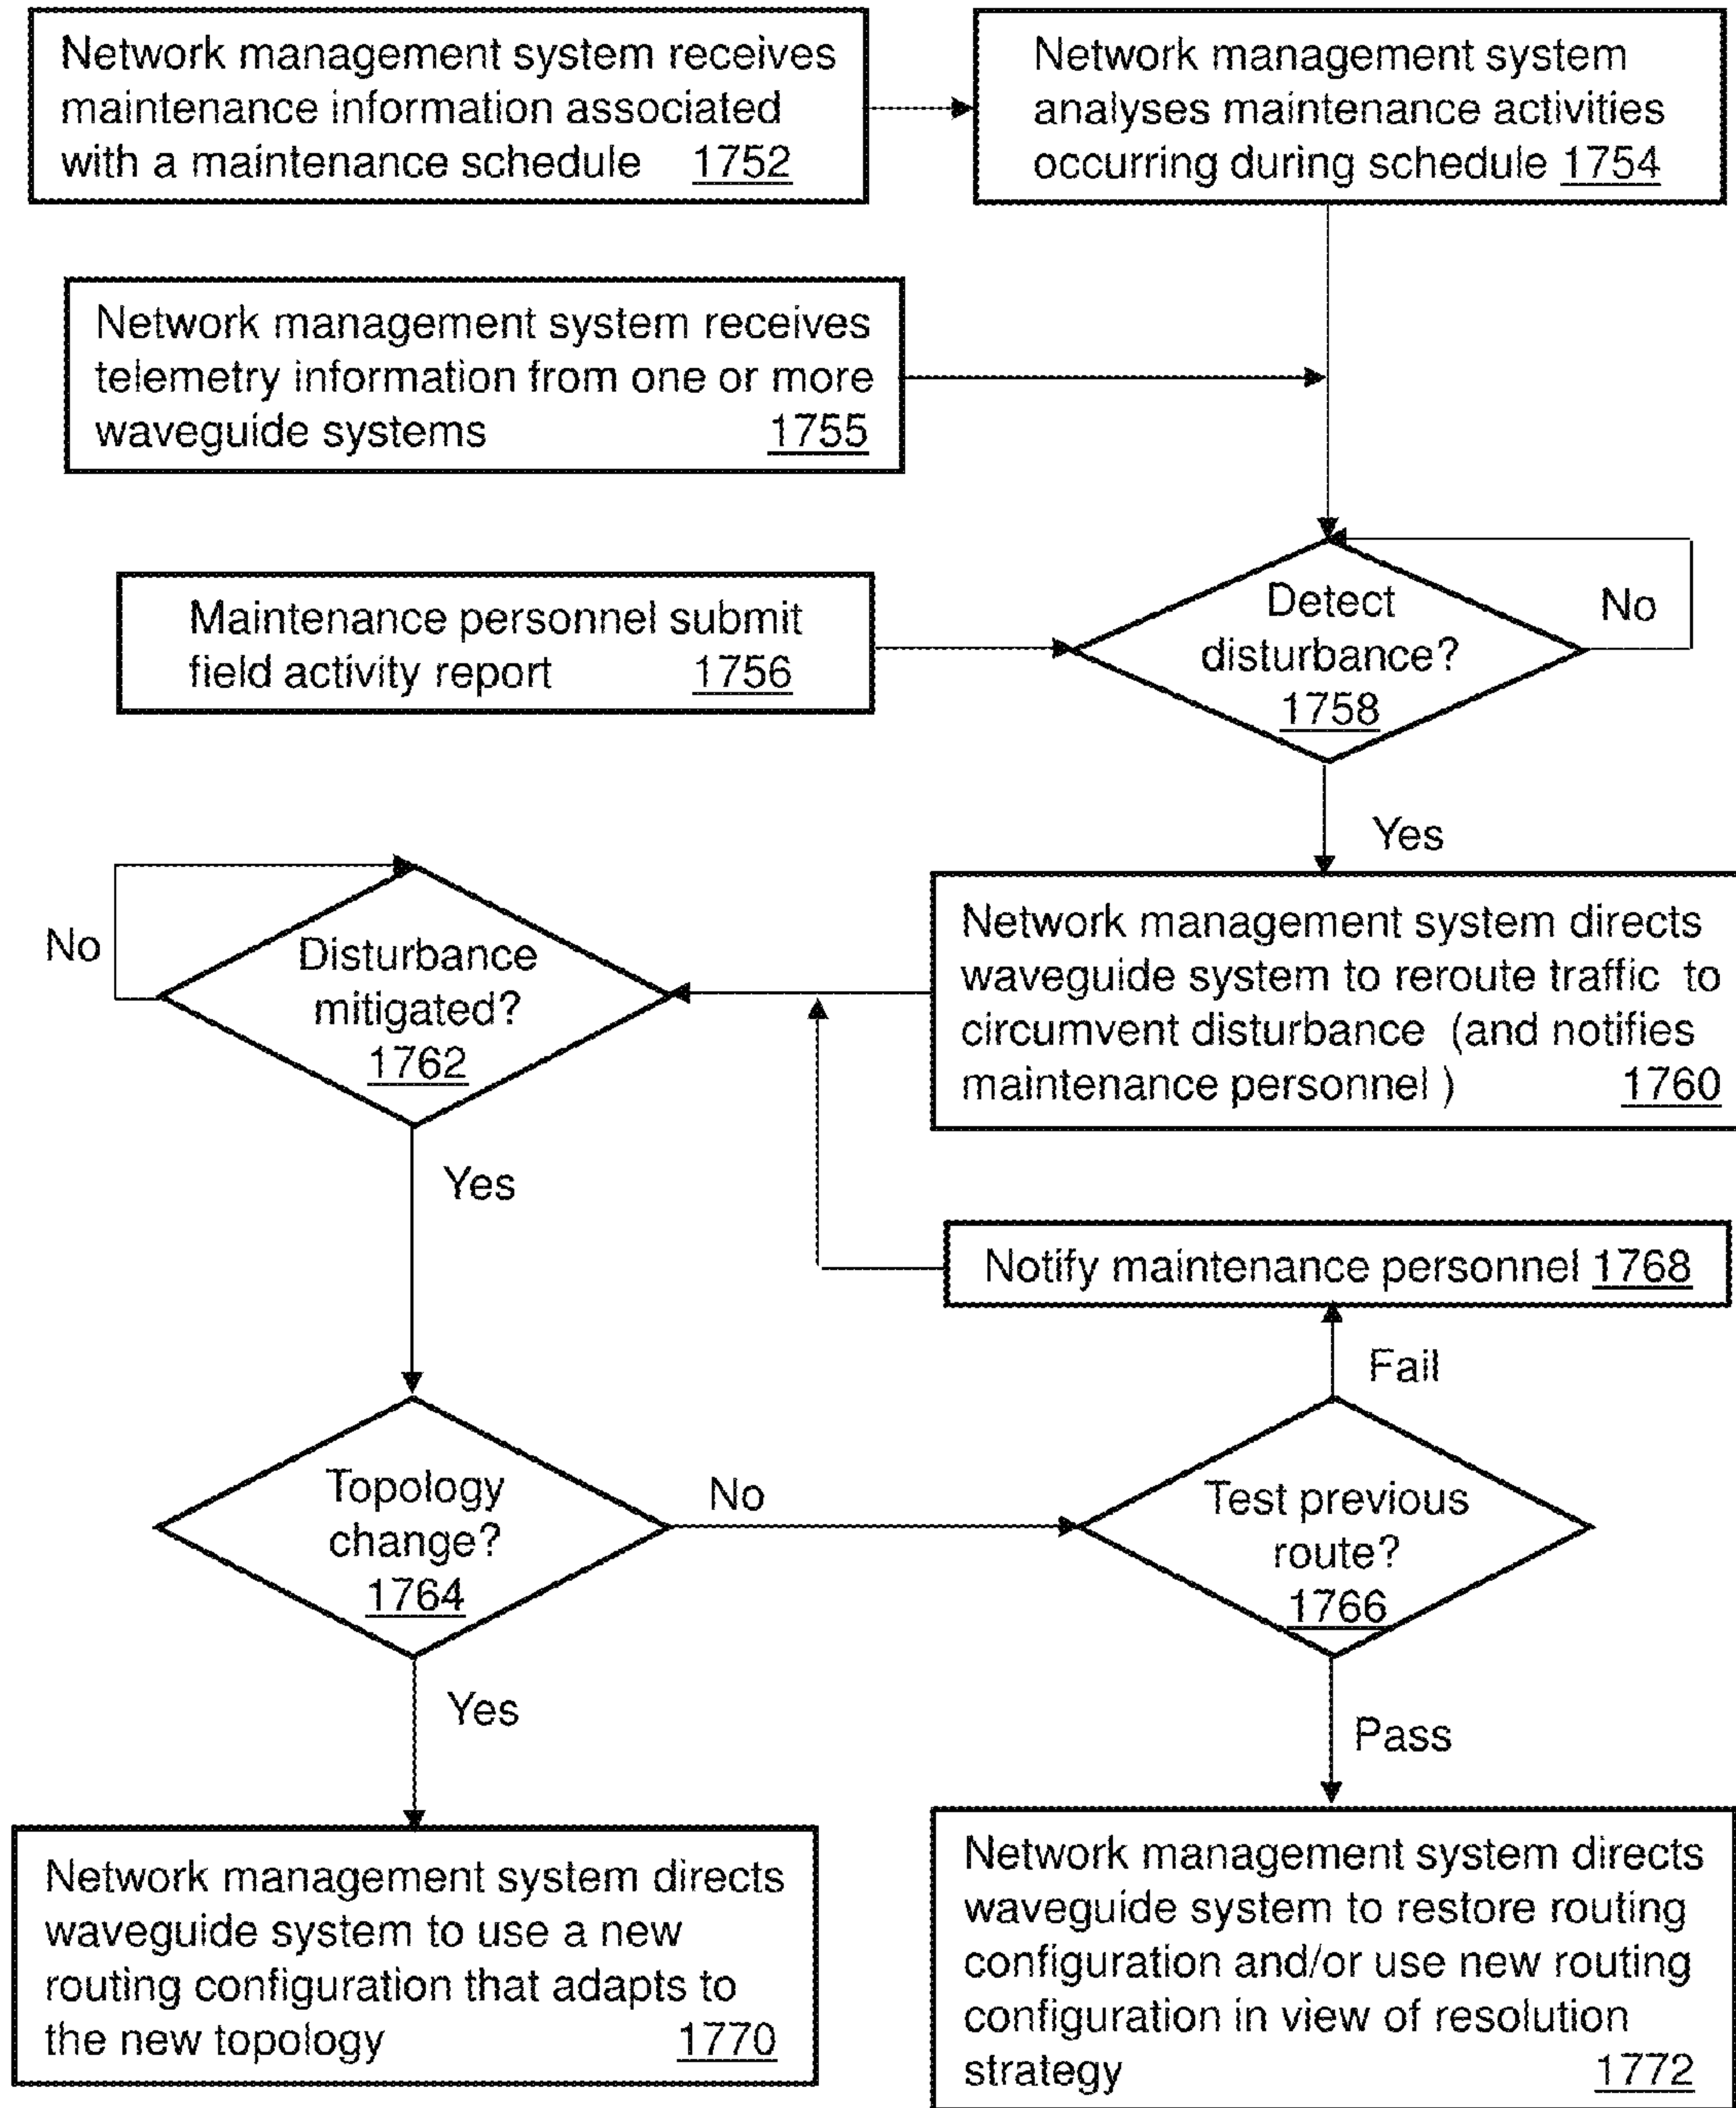 Network management system receives
maintenance information associated
with a maintenance schedule 1752
Network management system
analyses maintenance activities
occurring during schedule 1754
Network management system receives
telemetry information from one or more
waveguide systems 1755
Maintenance personnel submit
field activity report 1756
Detect
disturbance?
1758
No
Yes
Network management system directs
waveguide system to reroute traffic to
circumvent disturbance (and notifies
maintenance personnel ) 1760
No
Disturbance
mitigated?
1762
Yes
Notify maintenance personnel 1768
Fail
Topology
change?
1764
No
Test previous
route?
1766
Yes
Pass
Network management system directs
waveguide system to use a new
routing configuration that adapts to
the new topology 1770
Network management system directs
waveguide system to restore routing
configuration and/or use new routing
configuration in view of resolution
strategy 1772